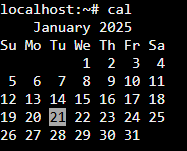 localhost:~# cal
    January 2025
Su Mo Tu We Th Fr Sa
          1  2  3  4
 5  6  7  8  9 10 11
12 13 14 15 16 17 18
19 20 21 22 23 24 25
26 27 28 29 30 31